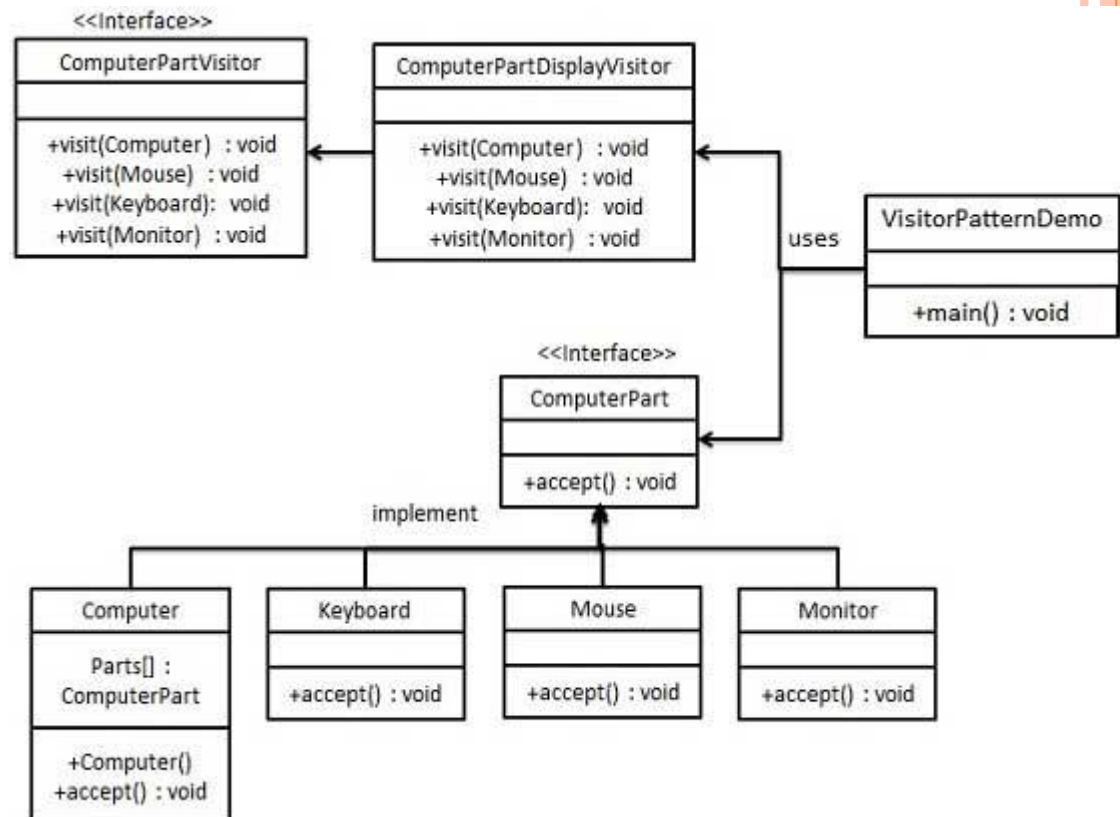 <<Interface>>
ComputerPartVisitor
+visit(Computer) : void
+visit(Mouse) : void
+visit(Keyboard): void
+visit(Monitor) : void
ComputerPartDisplayVisitor
+visit(Computer) : void
+visit(Mouse) : void
+visit(Keyboard): void
+visit(Monitor) : void
uses
VisitorPatternDemo
+main() : void
<<Interface>>
ComputerPart
+accept() : void
implement
Computer
Parts[] :
ComputerPart
+Computer()
+accept() : void
Keyboard
+accept() : void
Mouse
+accept() : void
Monitor
+accept() : void